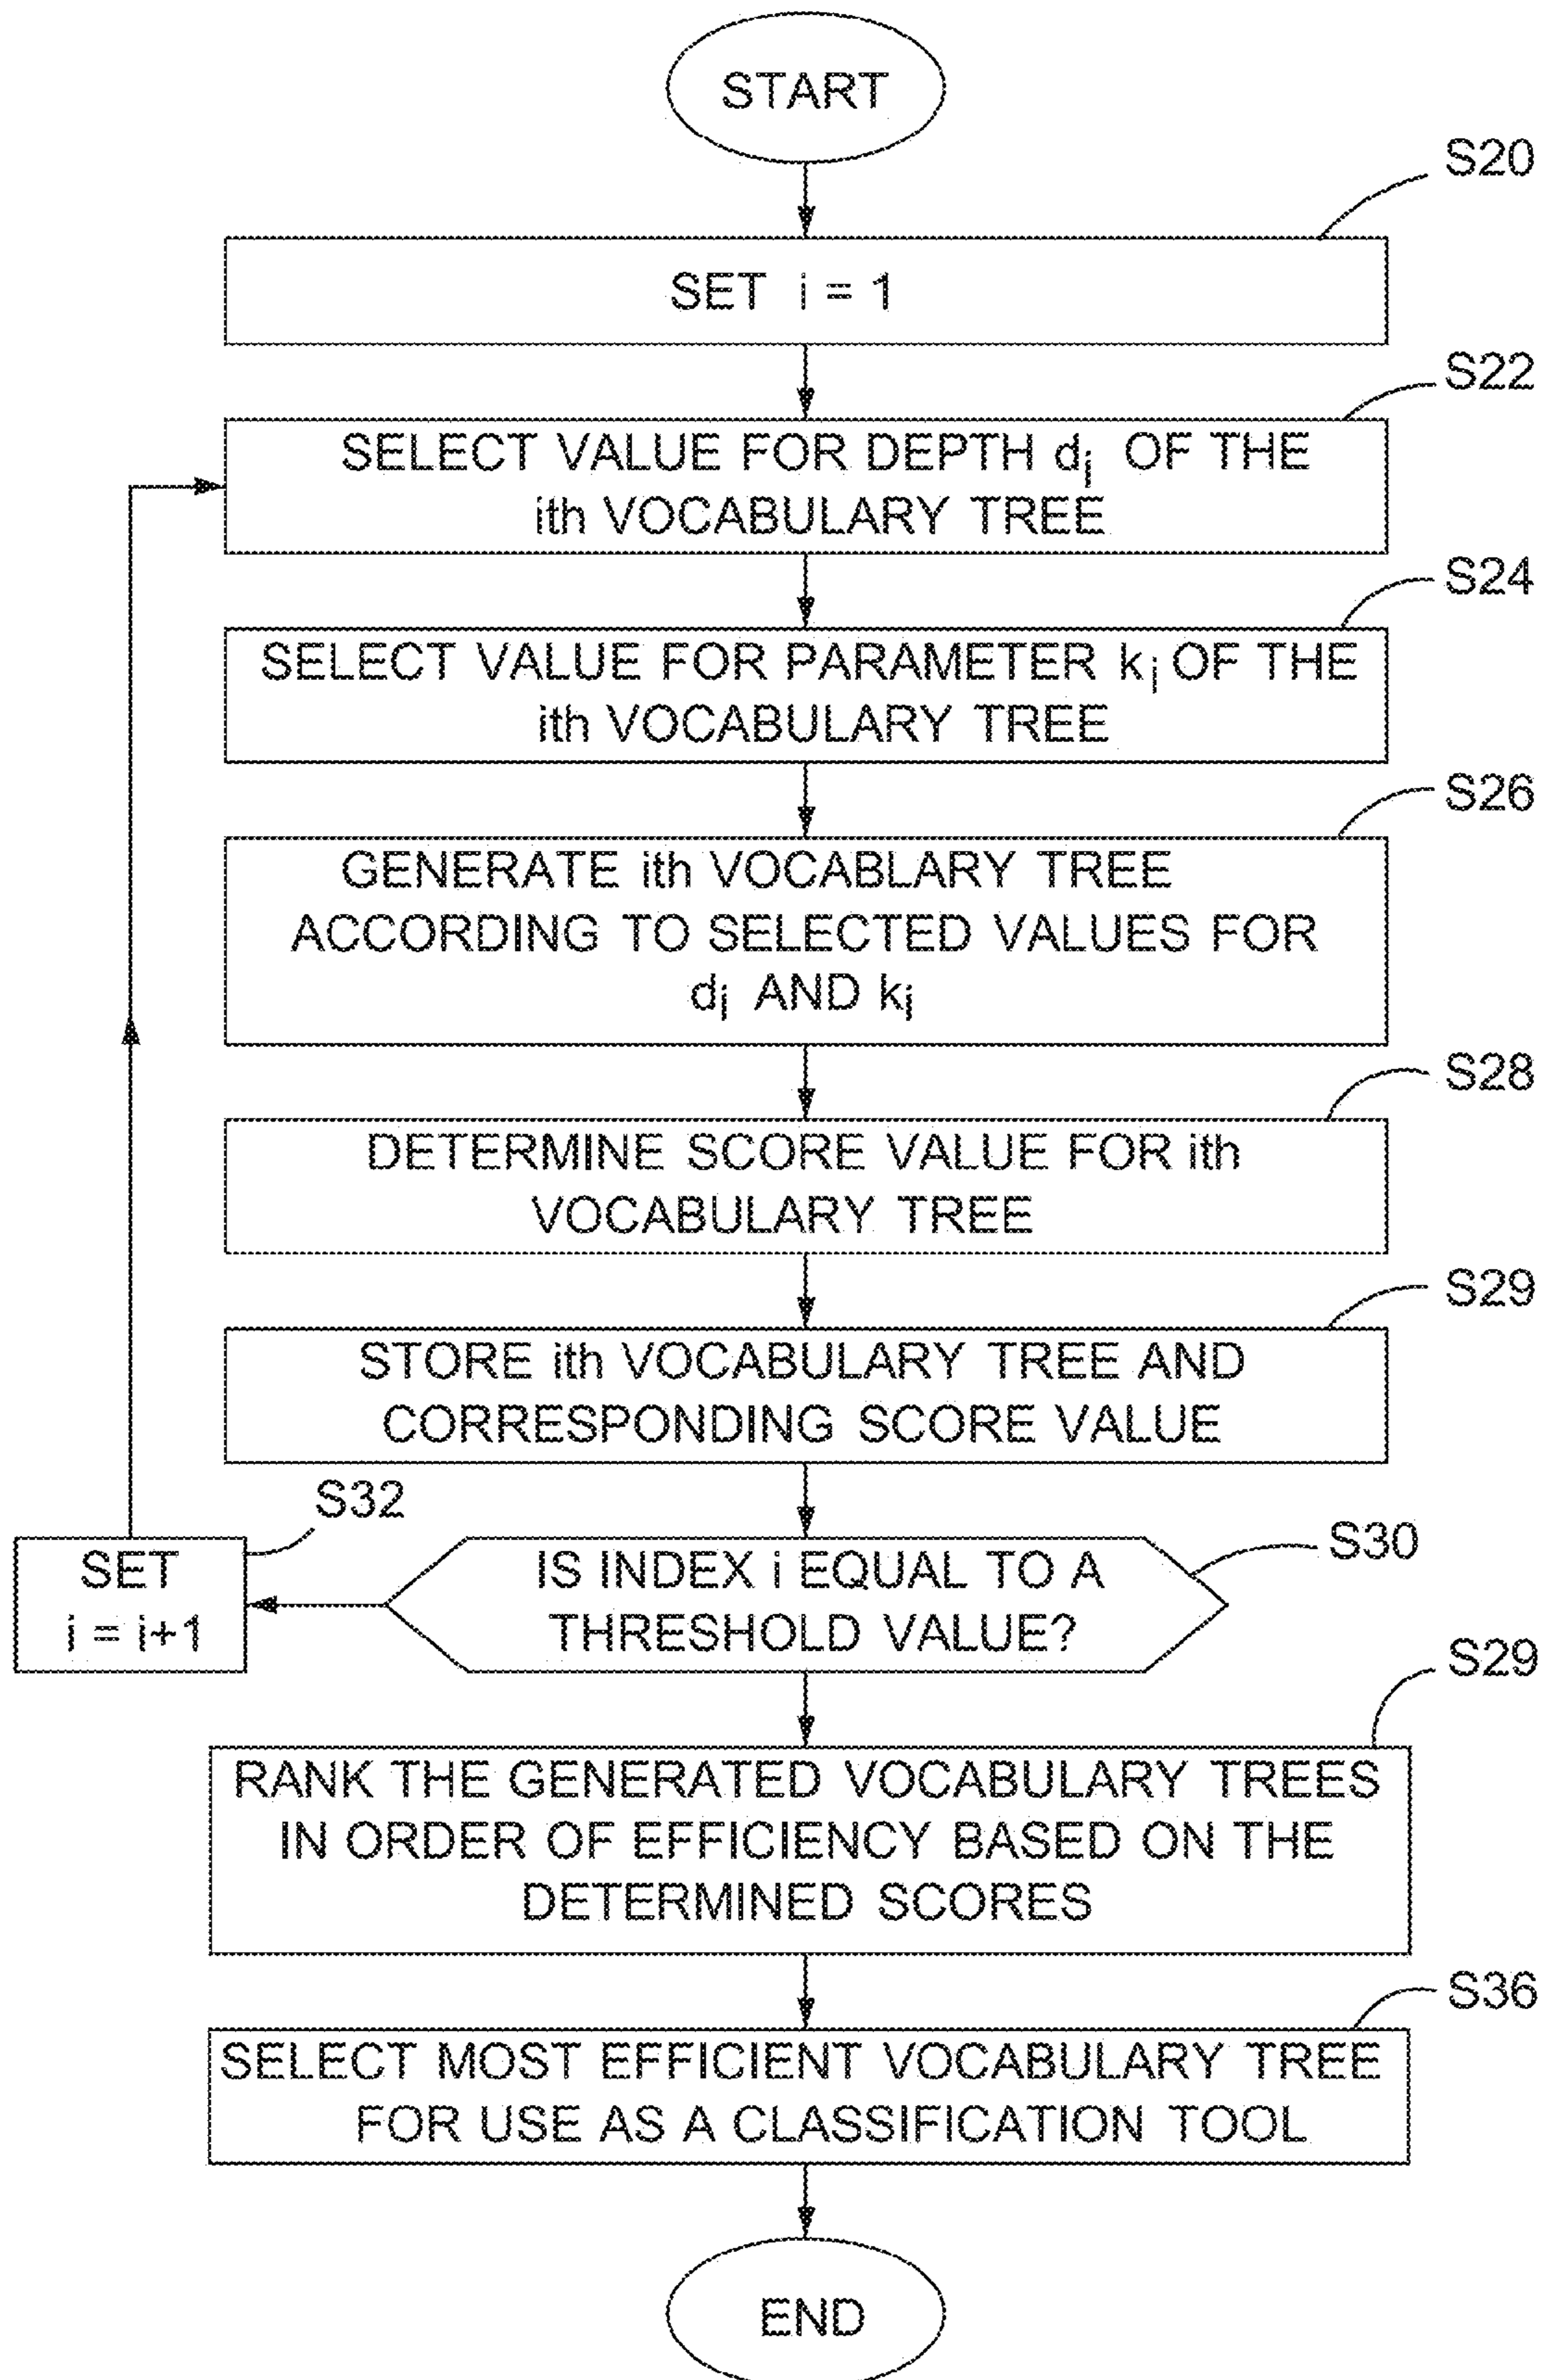 START
S20
SET i = 1
S22
SELECT VALUE FOR DEPTH di OF THE
ith VOCABULARY TREE
S24
SELECT VALUE FOR PARAMETER ki OF THE
ith VOCABULARY TREE
S26
GENERATE ith VOCABLARY TREE
ACCORDING TO SELECTED VALUES FOR
di AND ki
S28
DETERMINE SCORE VALUE FOR ith
VOCABULARY TREE
S29
STORE ith VOCABULARY TREE AND
CORRESPONDING SCORE VALUE
S32
SET
i = i+1
S30
IS INDEX i EQUAL TO A
THRESHOLD VALUE?
S29
RANK THE GENERATED VOCABULARY TREES
IN ORDER OF EFFICIENCY BASED ON THE
DETERMINED SCORES
S36
SELECT MOST EFFICIENT VOCABULARY TREE
FOR USE AS A CLASSIFICATION TOOL
END